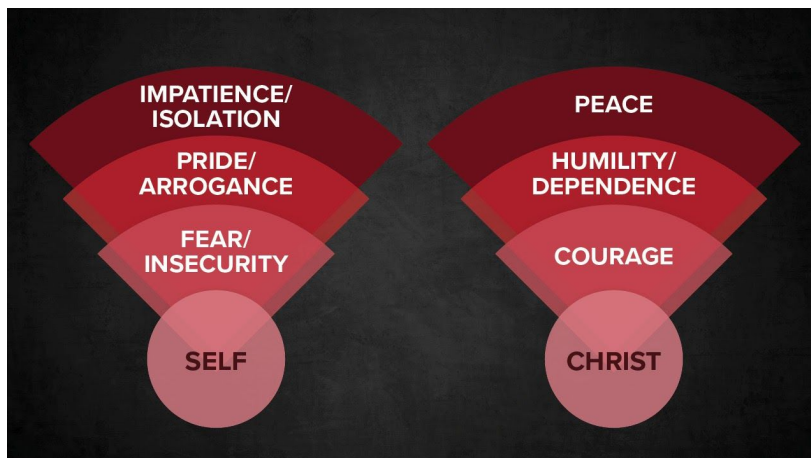 IMPATIENCE/
ISOLATION
PRIDE/
ARROGANCE
FEAR/
INSECURITY
SELF
PEACE
HUMILITY/
DEPENDENCE
COURAGE
CHRIST